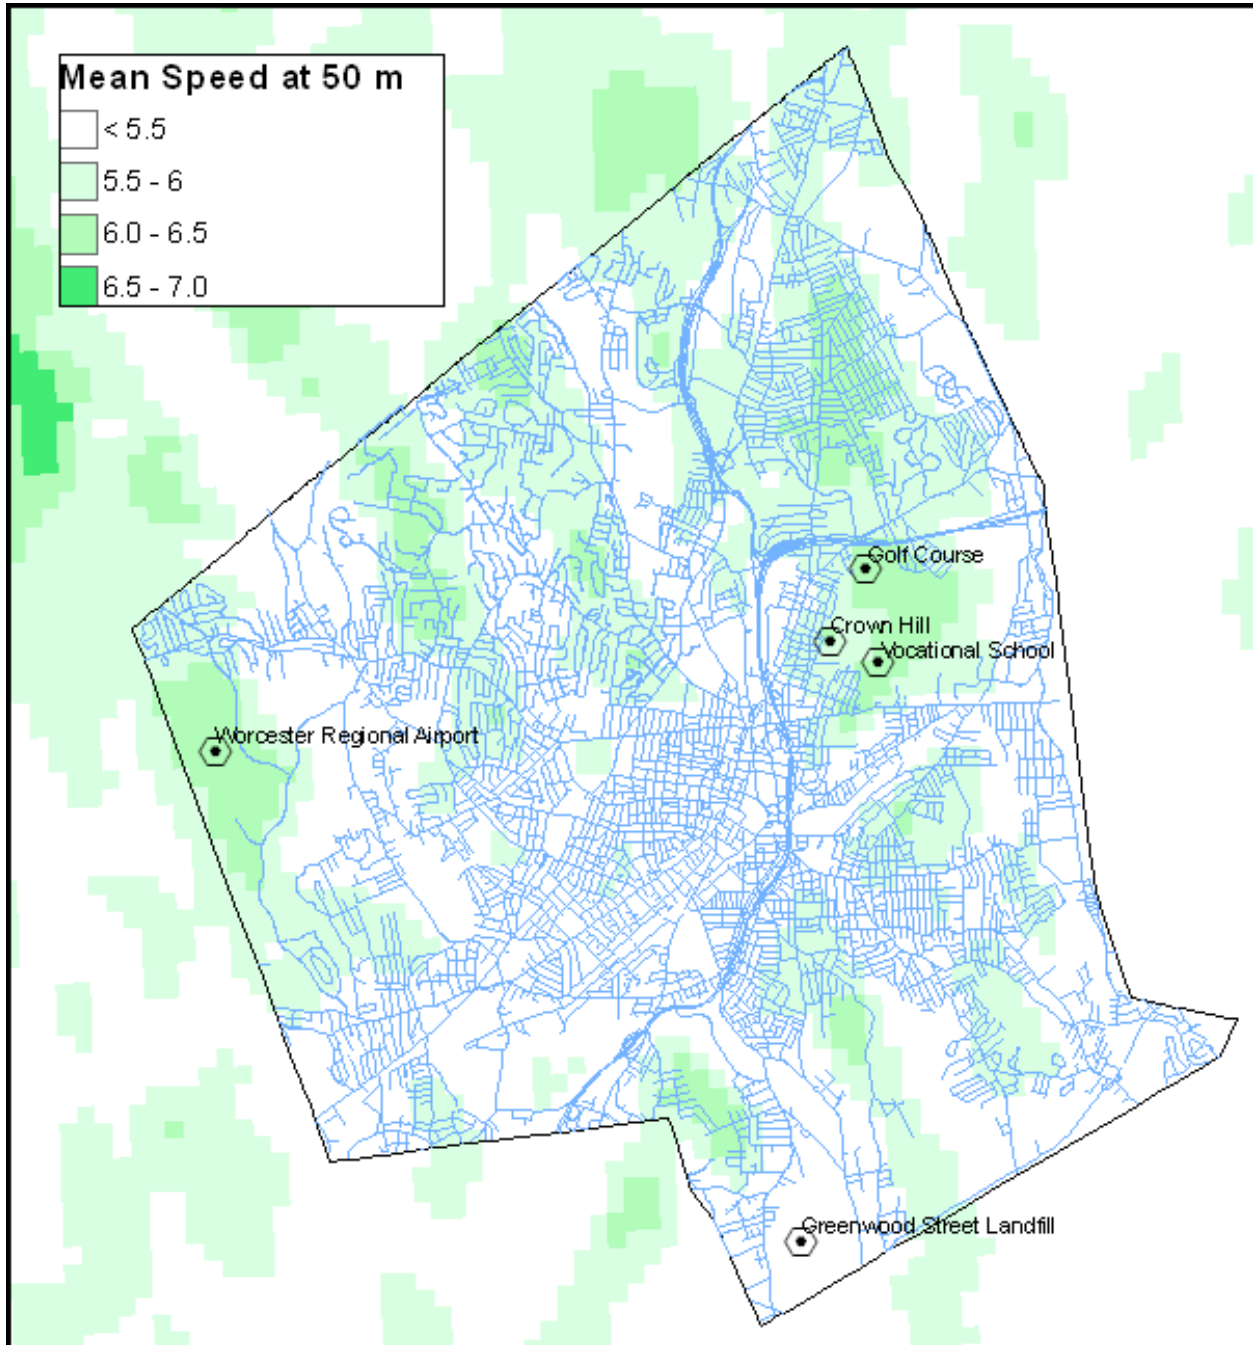 Mean Speed at 50 m
< 5.5
5.5 - 6
6.0 - 6.5
6.5 - 7.0
Golf Course
Crown Hill
Vocational School
Worcester Regional Airport
Greenwood Street Landfill